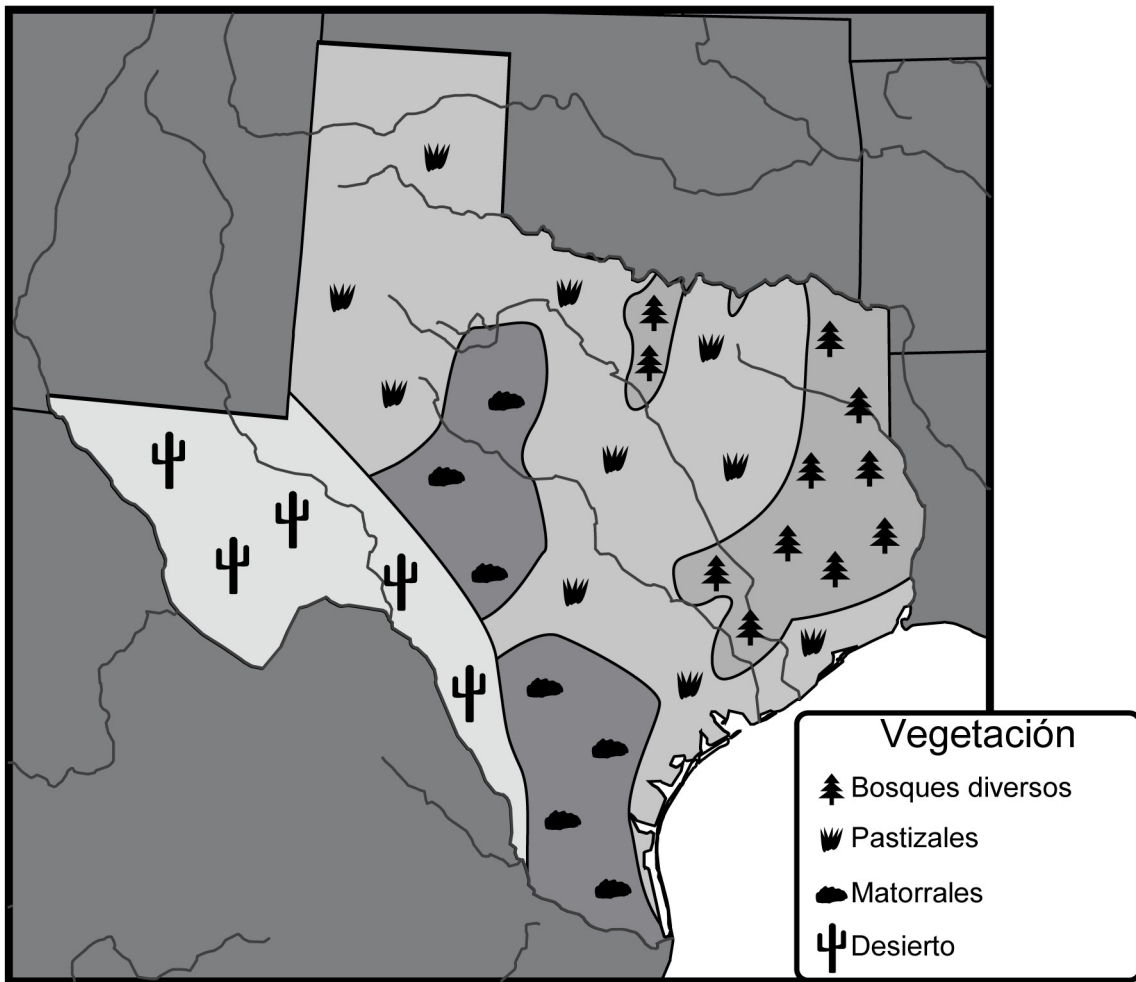 Vegetación
Bosques diversos
Pastizales
Matorrales
Desierto